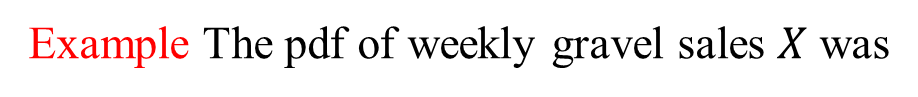 Example The pdf of weekly gravel sales X was